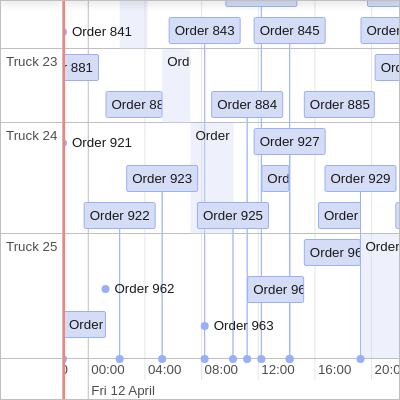 Order 841
Order 843
Order 845
Order
Truck 23
881
Ord
Ord
Order 88
Order 884
Order 885
Truck 24
Order 921
Order
Order 927
Order 923
Ord
Order 929
Order 922
Order 925
Order
Truck 25
Order 96
Order
Order 962
Order 96
Order
Order 963
00:00
04:00
08:00
12:00
16:00
20:0
Fri 12 April